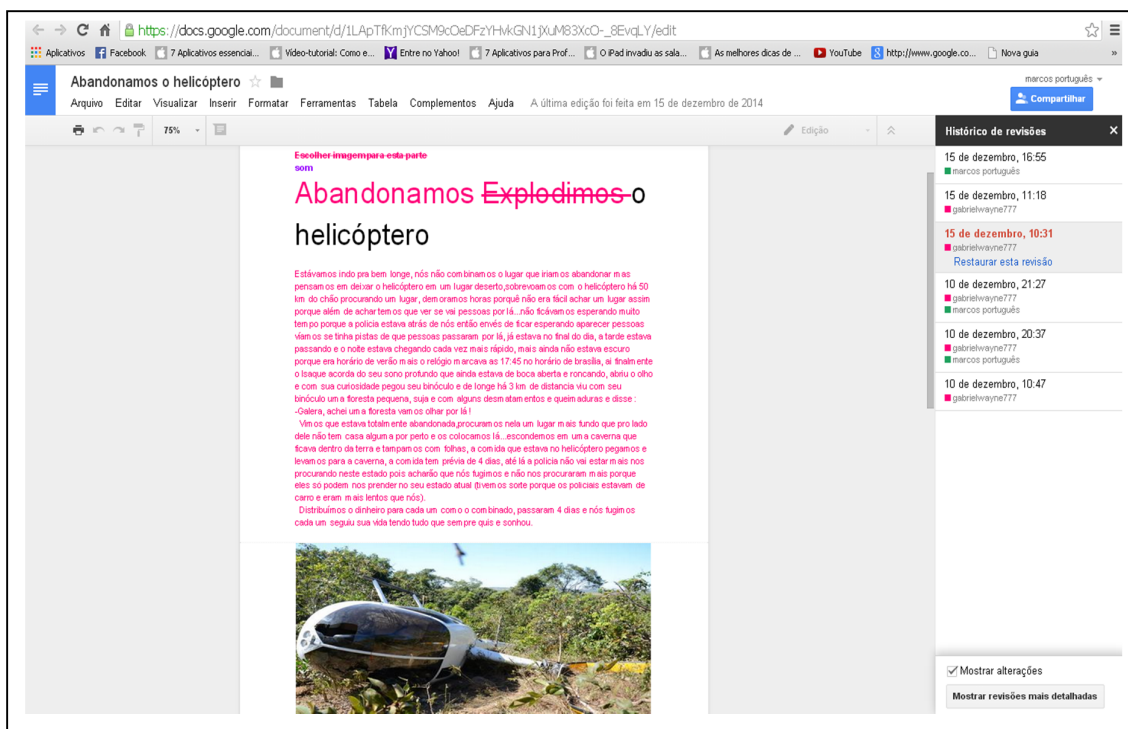 https://docs.google.com/document/d/1LApTfKmjYCSM9cOeDFzYHvkGN1jXuM83XcO-_8EvqLY/edit
Aplicativos Facebook 7 Aplicativos essenciai... Vídeo-tutorial: Como e... Entre no Yahoo! 7 Aplicativos para Prof... O iPad invadiu as sala... As melhores dicas de ... YouTube http://www.google.co... Nova guia »
Abandonamos o helicóptero
marcos português
Arquivo Editar Visualizar Inserir Formatar Ferramentas Tabela Complementos Ajuda A última edição foi feita em 15 de dezembro de 2014
Compartilhar
75% Edição
Escolher imagem para esta parte
som
Abandonamos Explodimos o
helicóptero
Estávamos indo pra bem longe, nós não combinamos o lugar que iriamos abandonar mas
pensamos em deixar o helicóptero em um lugar deserto,sobrevoamos com o helicóptero há 50
km do chão procurando um lugar, demoramos horas porquê não era fácil achar um lugar assim
porque além de achar temos que ver se vai pessoas por lá...não ficávamos esperando muito
tempo porque a policia estava atrás de nós então envés de ficar esperando aparecer pessoas
víamos se tinha pistas de que pessoas passaram por lá, já estava no final do dia, a tarde estava
passando e o noite estava chegando cada vez mais rápido, mais ainda não estava escuro
porque era horário de verão mais o relógio marcava as 17:45 no horário de brasília, ai finalmente
o Isaque acorda do seu sono profundo que ainda estava de boca aberta e roncando, abriu o olho
e com sua curiosidade pegou seu binóculo e de longe há 3 km de distancia viu com seu
binóculo uma floresta pequena, suja e com alguns desmatamentos e queimaduras e disse :
-Galera, achei uma floresta vamos olhar por lá !
Vimos que estava totalmente abandonada,procuramos nela um lugar mais fundo que pro lado
dele não tem casa alguma por perto e os colocamos lá...escondemos em uma caverna que
ficava dentro da terra e tampamos com folhas, a comida que estava no helicóptero pegamos e
levamos para a caverna, a comida tem prévia de 4 dias, até lá a policia não vai estar mais nos
procurando neste estado pois acharão que nós fugimos e não nos procuraram mais porque
eles só podem nos prender no seu estado atual (tivemos sorte porque os policiais estavam de
carro e eram mais lentos que nós).
Distribuímos o dinheiro para cada um como o combinado, passaram 4 dias e nós fugimos
cada um seguiu sua vida tendo tudo que sempre quis e sonhou.
Histórico de revisões
15 de dezembro, 16:55
marcos português
15 de dezembro, 11:18
gabrielwayne777
15 de dezembro, 10:31
gabrielwayne777
Restaurar esta revisão
10 de dezembro, 21:27
gabrielwayne777
marcos português
10 de dezembro, 20:37
gabrielwayne777
marcos português
10 de dezembro, 10:47
gabrielwayne777
Mostrar alterações
Mostrar revisões mais detalhadas